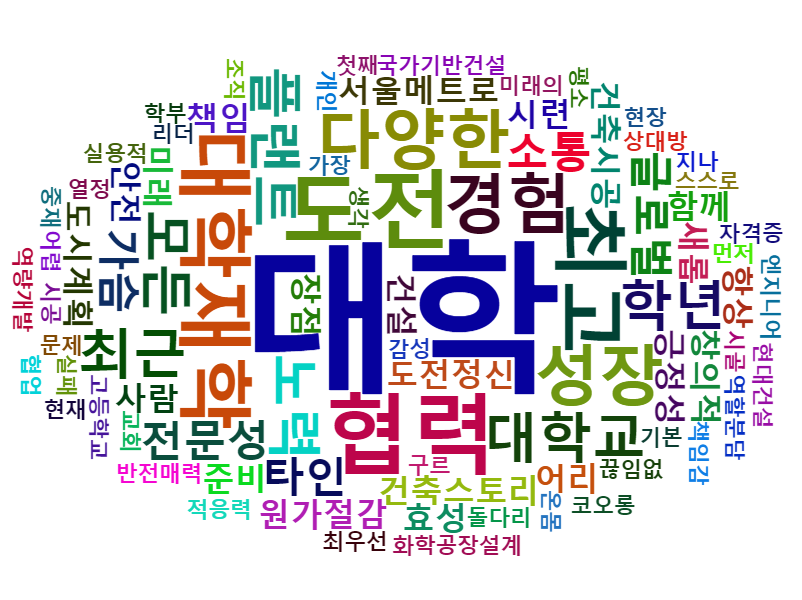 첫째
국가기반건설
조직
개인
서울메트로
미래의
평소
플랜트
다양한
시련
건축시공
현장
학부
책임
리더
소통
상대방
실용적
미래
대학재학
가장
경험
글로벌
지나
스스로
열정
안전
생각
도전
함께
중재
어렵
도시계획
모든
최고
새롬
자격증
먼저
엔지니어
역량개발
시공
가슴
대학
장점
건설
학년
항상
문제
최근
감성
긍정성
창의적
시골
현대건설
협업
실패
노력
도전정신
성장
역할분담
현재
고등학교
교회
사람
협력
대학교
기본
책임감
전문성
반전매력
준비
타인
구르
어리
끊임없
적응력
원가절감
건축스토리
효성
돌다리
온몸
코오롱
최우선
화학공장설계